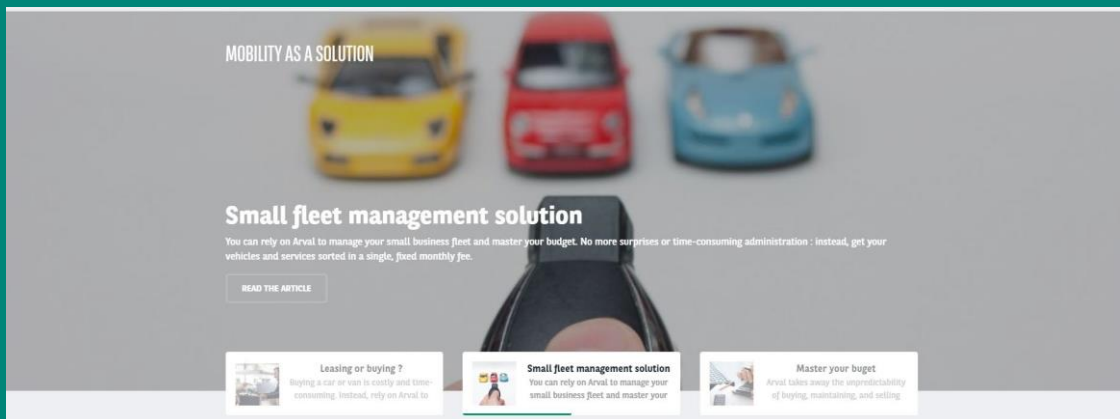 MOBILITY AS A SOLUTION
Small fleet management solution
You can rely on Arval to manage your small business fleet and master your budget. No more surprises or time-consuming administration : instead, get your
vehicles and services sorted in a single, fixed monthly fee.
READ THE ARTICLE
Leasing or buying ?
Buying a car or van is costly and time-
consuming. Instead, rely on Arval to
Small fleet management solution
You can rely on Arval to manage your
small business fleet and master your
Master your buget
Arval takes away the unpredictability
of buying, maintaining, and selling